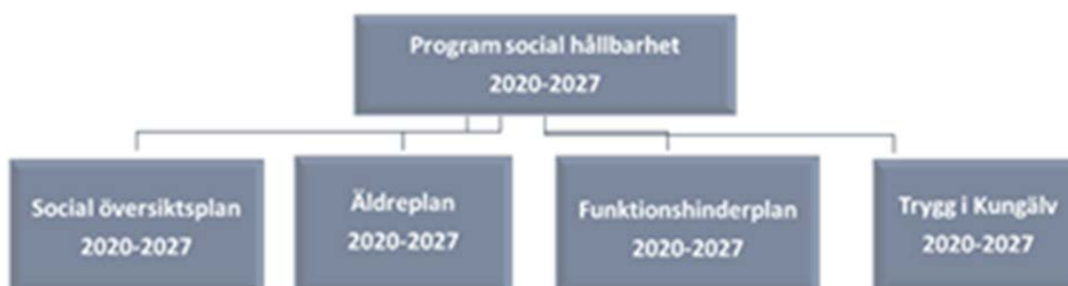 Program social hållbarhet
2020-2027
Social översiktsplan
2020-2027
Äldreplan
2020-2027
Funktionshinderplan
2020-2027
Trygg i Kungälv
2020-2027